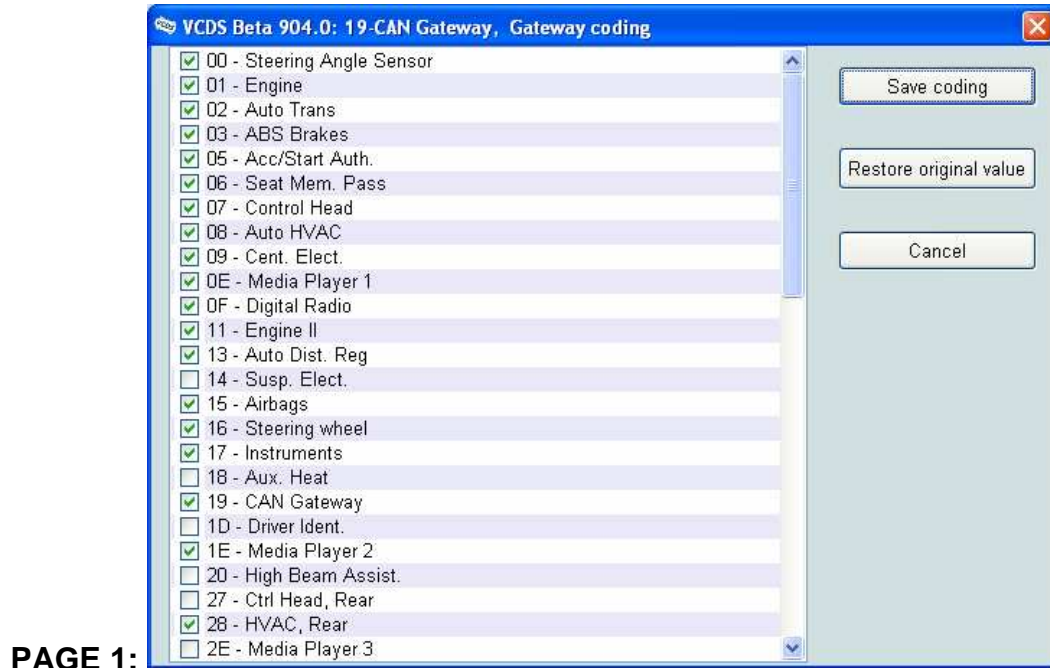 VCDS
VCDS Beta 904.0: 19-CAN Gateway, Gateway coding
00 - Steering Angle Sensor
01 - Engine
02 - Auto Trans
03 - ABS Brakes
05 - Acc/Start Auth.
06 - Seat Mem. Pass
07 - Control Head
08 - Auto HVAC
09 - Cent. Elect.
0E - Media Player 1
0F - Digital Radio
11 - Engine II
13 - Auto Dist. Reg
14 - Susp. Elect.
15 - Airbags
16 - Steering wheel
17 - Instruments
18 - Aux. Heat
19 - CAN Gateway
1D - Driver Ident.
1E - Media Player 2
20 - High Beam Assist.
27 - Ctrl Head, Rear
28 - HVAC, Rear
2E - Media Player 3
Save coding
Restore original value
Cancel
PAGE 1: